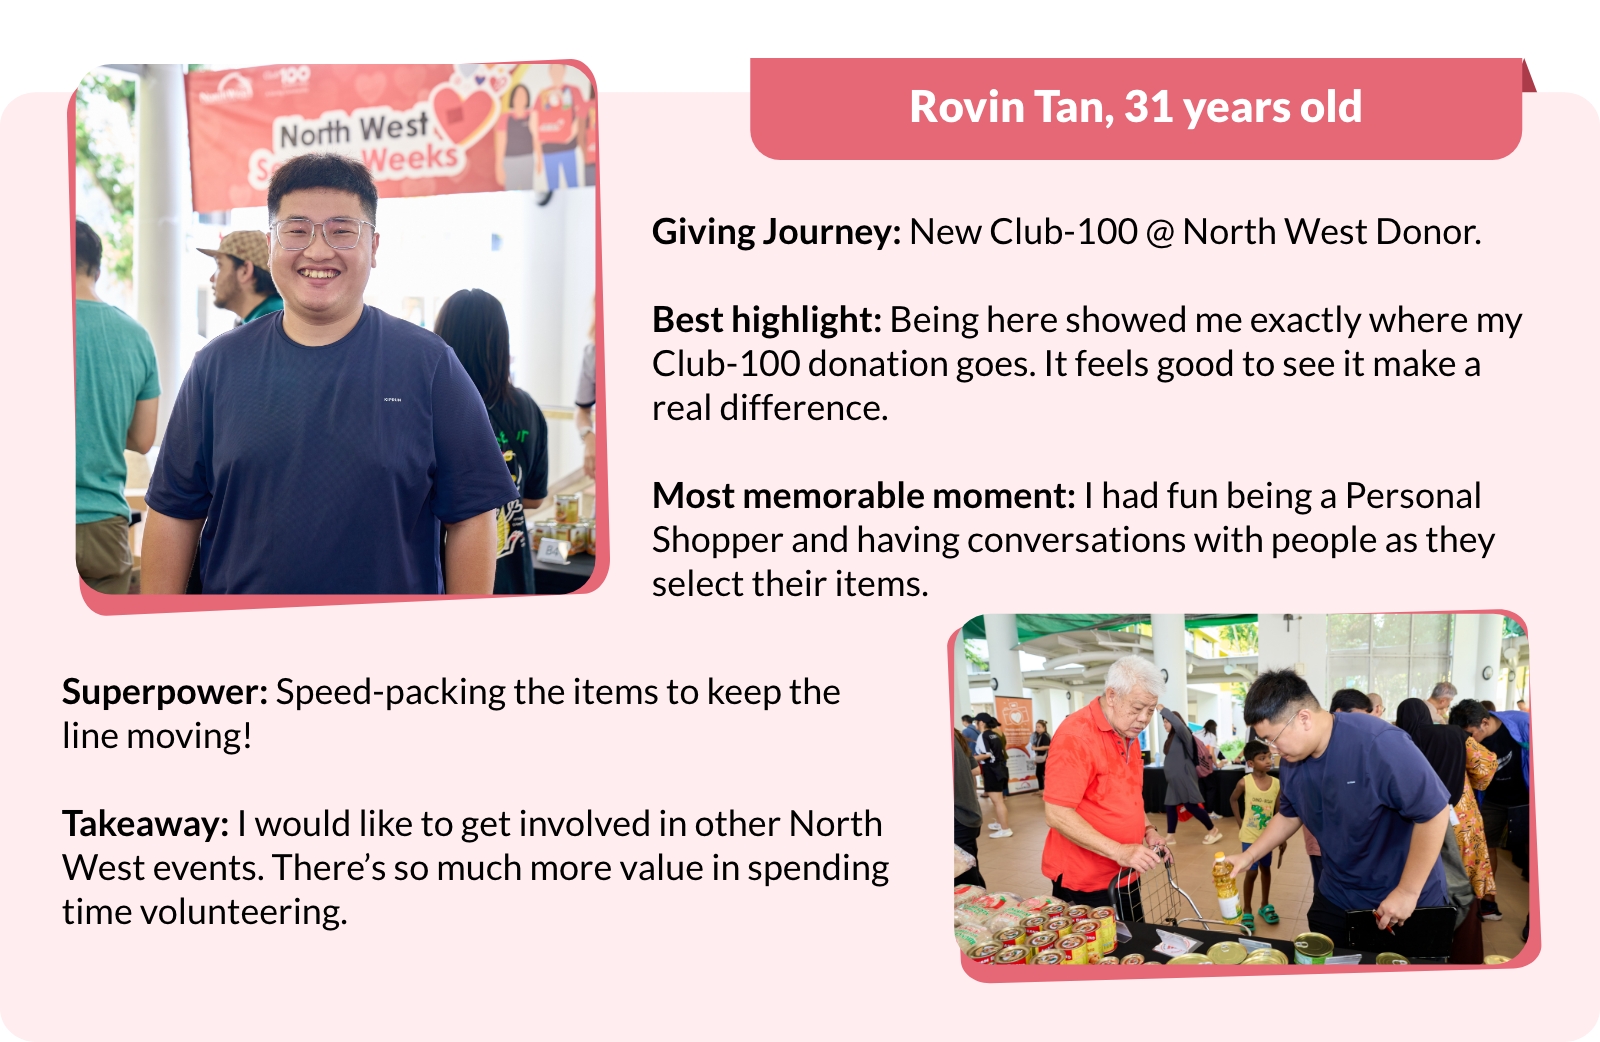 North West
Weeks
100
Rovin Tan, 31 years old
Giving Journey: New Club-100 @ North West Donor.
Best highlight: Being here showed me exactly where my
Club-100 donation goes. It feels good to see it make a
real difference.
Most memorable moment: I had fun being a Personal
Shopper and having conversations with people as they
select their items.
Superpower: Speed-packing the items to keep the
line moving!
Takeaway: I would like to get involved in other North
West events. There’s so much more value in spending
time volunteering.